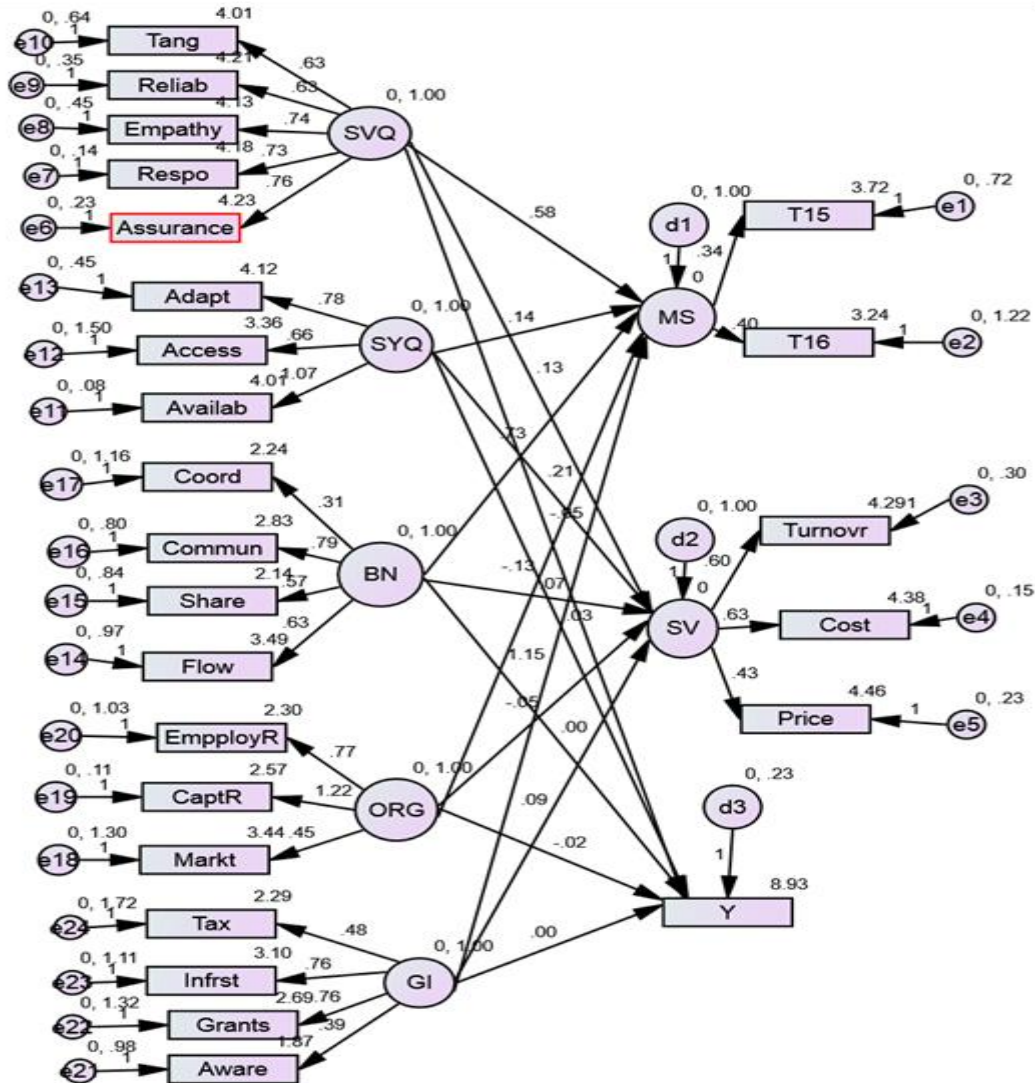 0, .64
e10
1
4.01
Tang
.63
0, .35
e9
1
4.21
Reliab
.63
0, .45
e8
1
4.13
Empathy
.74
0, .14
e7
1
4.18
Respo
.73
0, .23
e6
1
4.23
Assurance
.76
0, 1.00
SVQ
0, .45
e13
1
4.12
Adapt
.78
0, 1.50
e12
1
3.36
Access
.66
0, .08
e11
1
4.01
Availab
1.07
0, 1.00
SYQ
0, 1.16
e17
1
2.24
Coord
.31
0, .80
e16
1
2.83
Commun
.79
0, .84
e15
1
2.14
Share
.57
0, .97
e14
1
3.49
Flow
.63
0, 1.00
BN
0, 1.03
e20
1
2.30
EmpployR
.77
0, .11
e19
1
2.57
CaptR
1.22
0, 1.30
e18
1
3.44
Markt
.45
0, 1.00
ORG
0, 1.72
e24
1
2.29
Tax
.48
0, 1.11
e23
1
3.10
Infrst
.76
0, 1.32
e22
1
2.69
Grants
.76
0, .98
e21
1
1.87
Aware
.39
0, 1.00
GI
.58
.14
.13
.73
.21
-.13
.07
.03
1.15
-.05
.00
.09
-.02
.00
0, 1.00
d1
1
0
MS
.34
3.72
T15
1
0, .72
e1
.40
3.24
T16
1
0, 1.22
e2
0, 1.00
d2
1
0
SV
.60
4.291
Turnovr
0, .30
e3
.63
4.38
Cost
1
0, .15
e4
.43
4.46
Price
1
0, .23
e5
0, .23
d3
1
8.93
Y